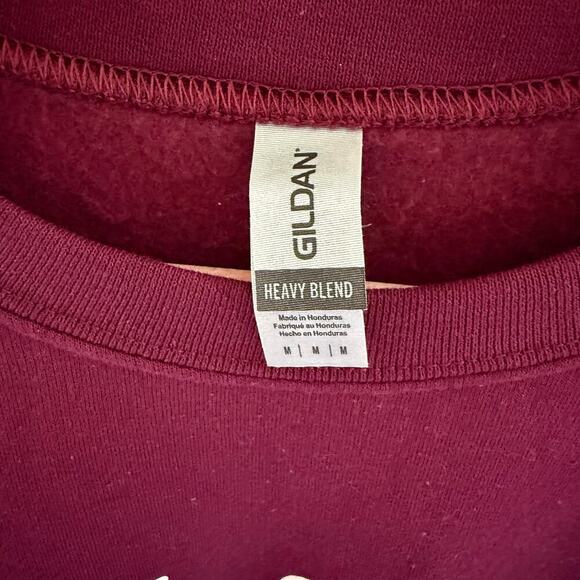 GILDAN
HEAVY BLEND
Made in Honduras
Fabriqué au Honduras
Hecho en Honduras
M | M | M